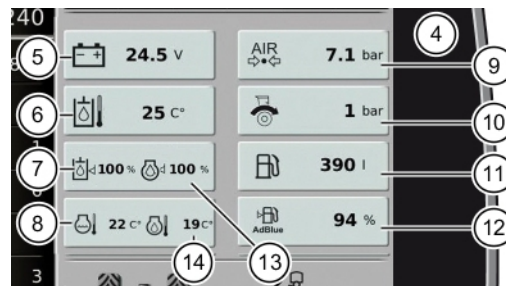 240
4
5 24.5 V
AIR 7.1 bar 9
6 25 C°
1 bar 10
7 100 % 100 %
390 l 11
8 22 C° 19 C°
AdBlue 94 % 12
14 13
3